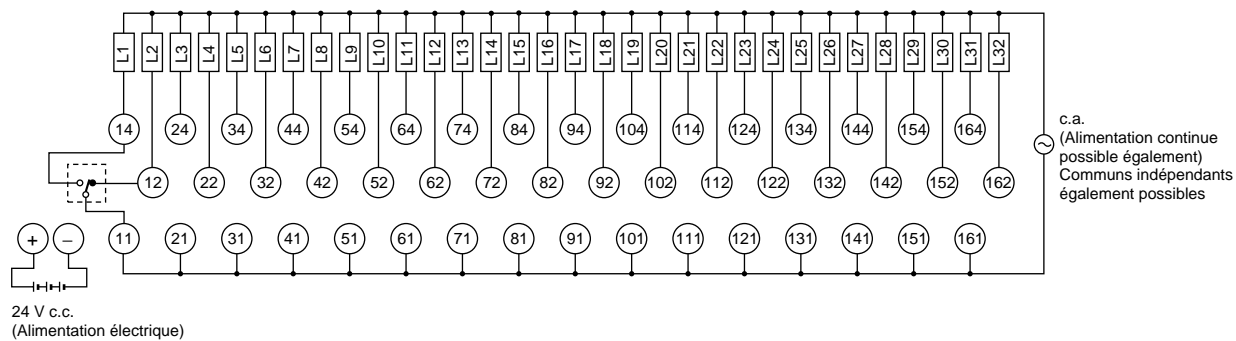 L1 L2 L3 L4 L5 L6 L7 L8 L9 L10 L11 L12 L13 L14 L15 L16 L17 L18 L19 L20 L21 L22 L23 L24 L25 L26 L27 L28 L29 L30 L31 L32
14 24 34 44 54 64 74 84 94 104 114 124 134 144 154 164
c.a.
(Alimentation continue
possible également)
Communs indépendants
également possibles
12 22 32 42 52 62 72 82 92 102 112 122 132 142 152 162
+ − 11 21 31 41 51 61 71 81 91 101 111 121 131 141 151 161
24 V c.c.
(Alimentation électrique)